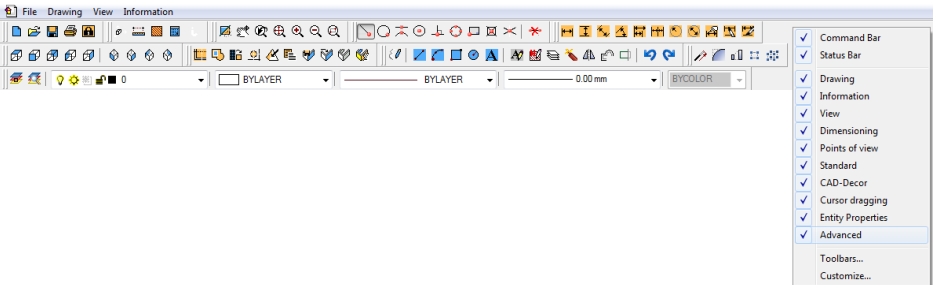 File Drawing View Information
0 BYLAYER BYLAYER 0.00 mm BYCOLOR
Command Bar
Status Bar
Drawing
Information
View
Dimensioning
Points of view
Standard
CAD-Decor
Cursor dragging
Entity Properties
Advanced
Toolbars...
Customize...